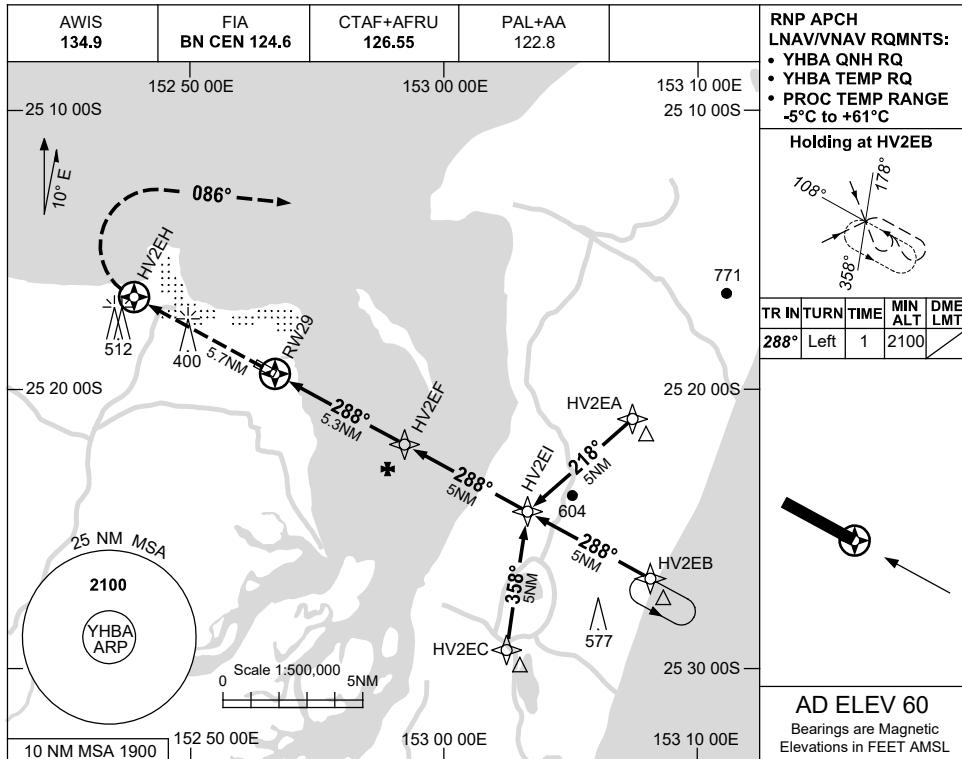 AWIS
134.9
FIA
BN CEN 124.6
CTAF+AFRU
126.55
PAL+AA
122.8
RNP APCH
LNAV/VNAV RQMNTS:
• YHBA QNH RQ
• YHBA TEMP RQ
• PROC TEMP RANGE
-5°C to +61°C
Holding at HV2EB
108°
178°
358°
TR IN TURN TIME MIN ALT DME LMT
288° Left 1 2100
152 50 00E
153 00 00E
153 10 00E
25 10 00S
25 10 00S
10° E
086°
HV2EH
771
512
400
5.7NM
RW29
25 20 00S
25 20 00S
288°
5.3NM
HV2EF
HV2EA
218°
5NM
HV2EI
288°
5NM
604
288°
5NM
HV2EB
358°
5NM
577
HV2EC
25 NM MSA
2100
YHBA
ARP
Scale 1:500,000
0 5NM
25 30 00S
10 NM MSA 1900
152 50 00E
153 00 00E
153 10 00E
AD ELEV 60
Bearings are Magnetic
Elevations in FEET AMSL